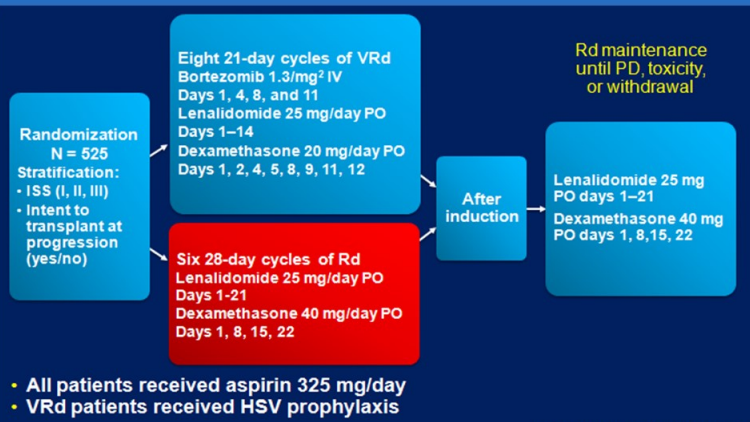 Randomization
N = 525
Stratification:
• ISS (I, II, III)
• Intent to
transplant at
progression
(yes/no)
Eight 21-day cycles of VRd
Bortezomib 1.3/mg² IV
Days 1, 4, 8, and 11
Lenalidomide 25 mg/day PO
Days 1–14
Dexamethasone 20 mg/day PO
Days 1, 2, 4, 5, 8, 9, 11, 12
Six 28-day cycles of Rd
Lenalidomide 25 mg/day PO
Days 1-21
Dexamethasone 40 mg/day PO
Days 1, 8, 15, 22
After
induction
Rd maintenance
until PD, toxicity,
or withdrawal
Lenalidomide 25 mg
PO days 1–21
Dexamethasone 40 mg
PO days 1, 8,15, 22
• All patients received aspirin 325 mg/day
• VRd patients received HSV prophylaxis